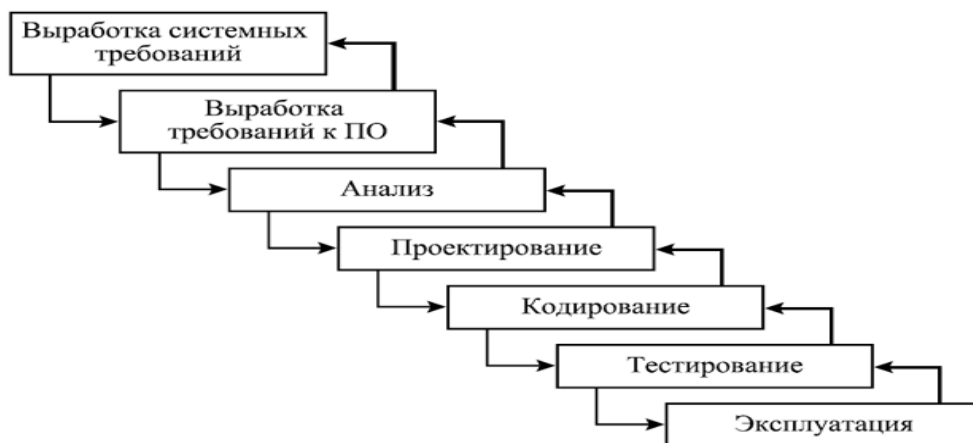 Выработка системных
требований
Выработка
требований к ПО
Анализ
Проектирование
Кодирование
Тестирование
Эксплуатация